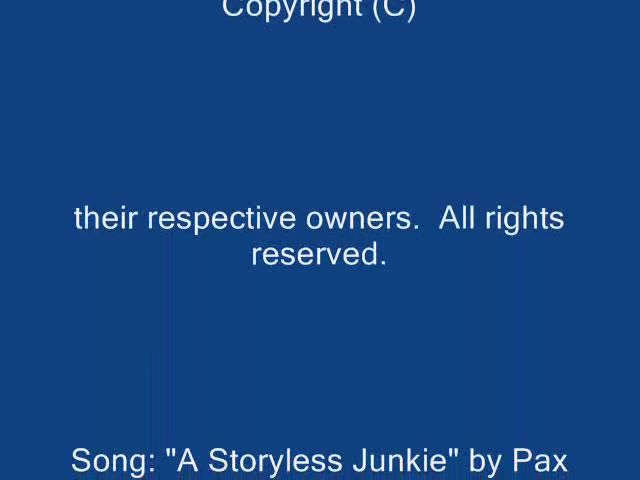 Copyright (C)
their respective owners.  All rights
reserved.
Song: "A Storyless Junkie" by Pax